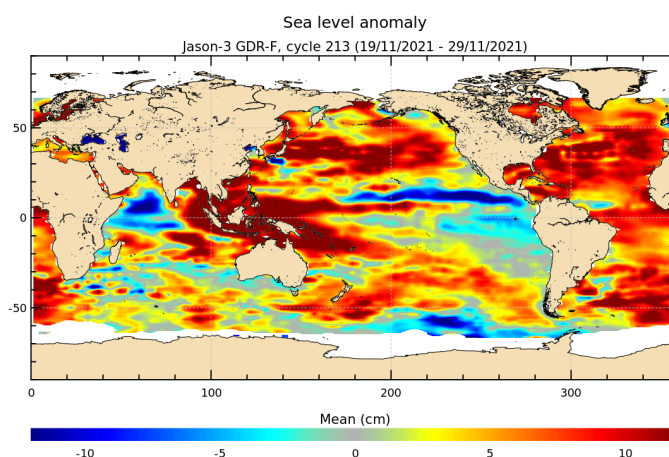 Sea level anomaly
Jason-3 GDR-F, cycle 213 (19/11/2021 - 29/11/2021)
50
0
-50
0 100 200 300
Mean (cm)
-10 -5 0 5 10